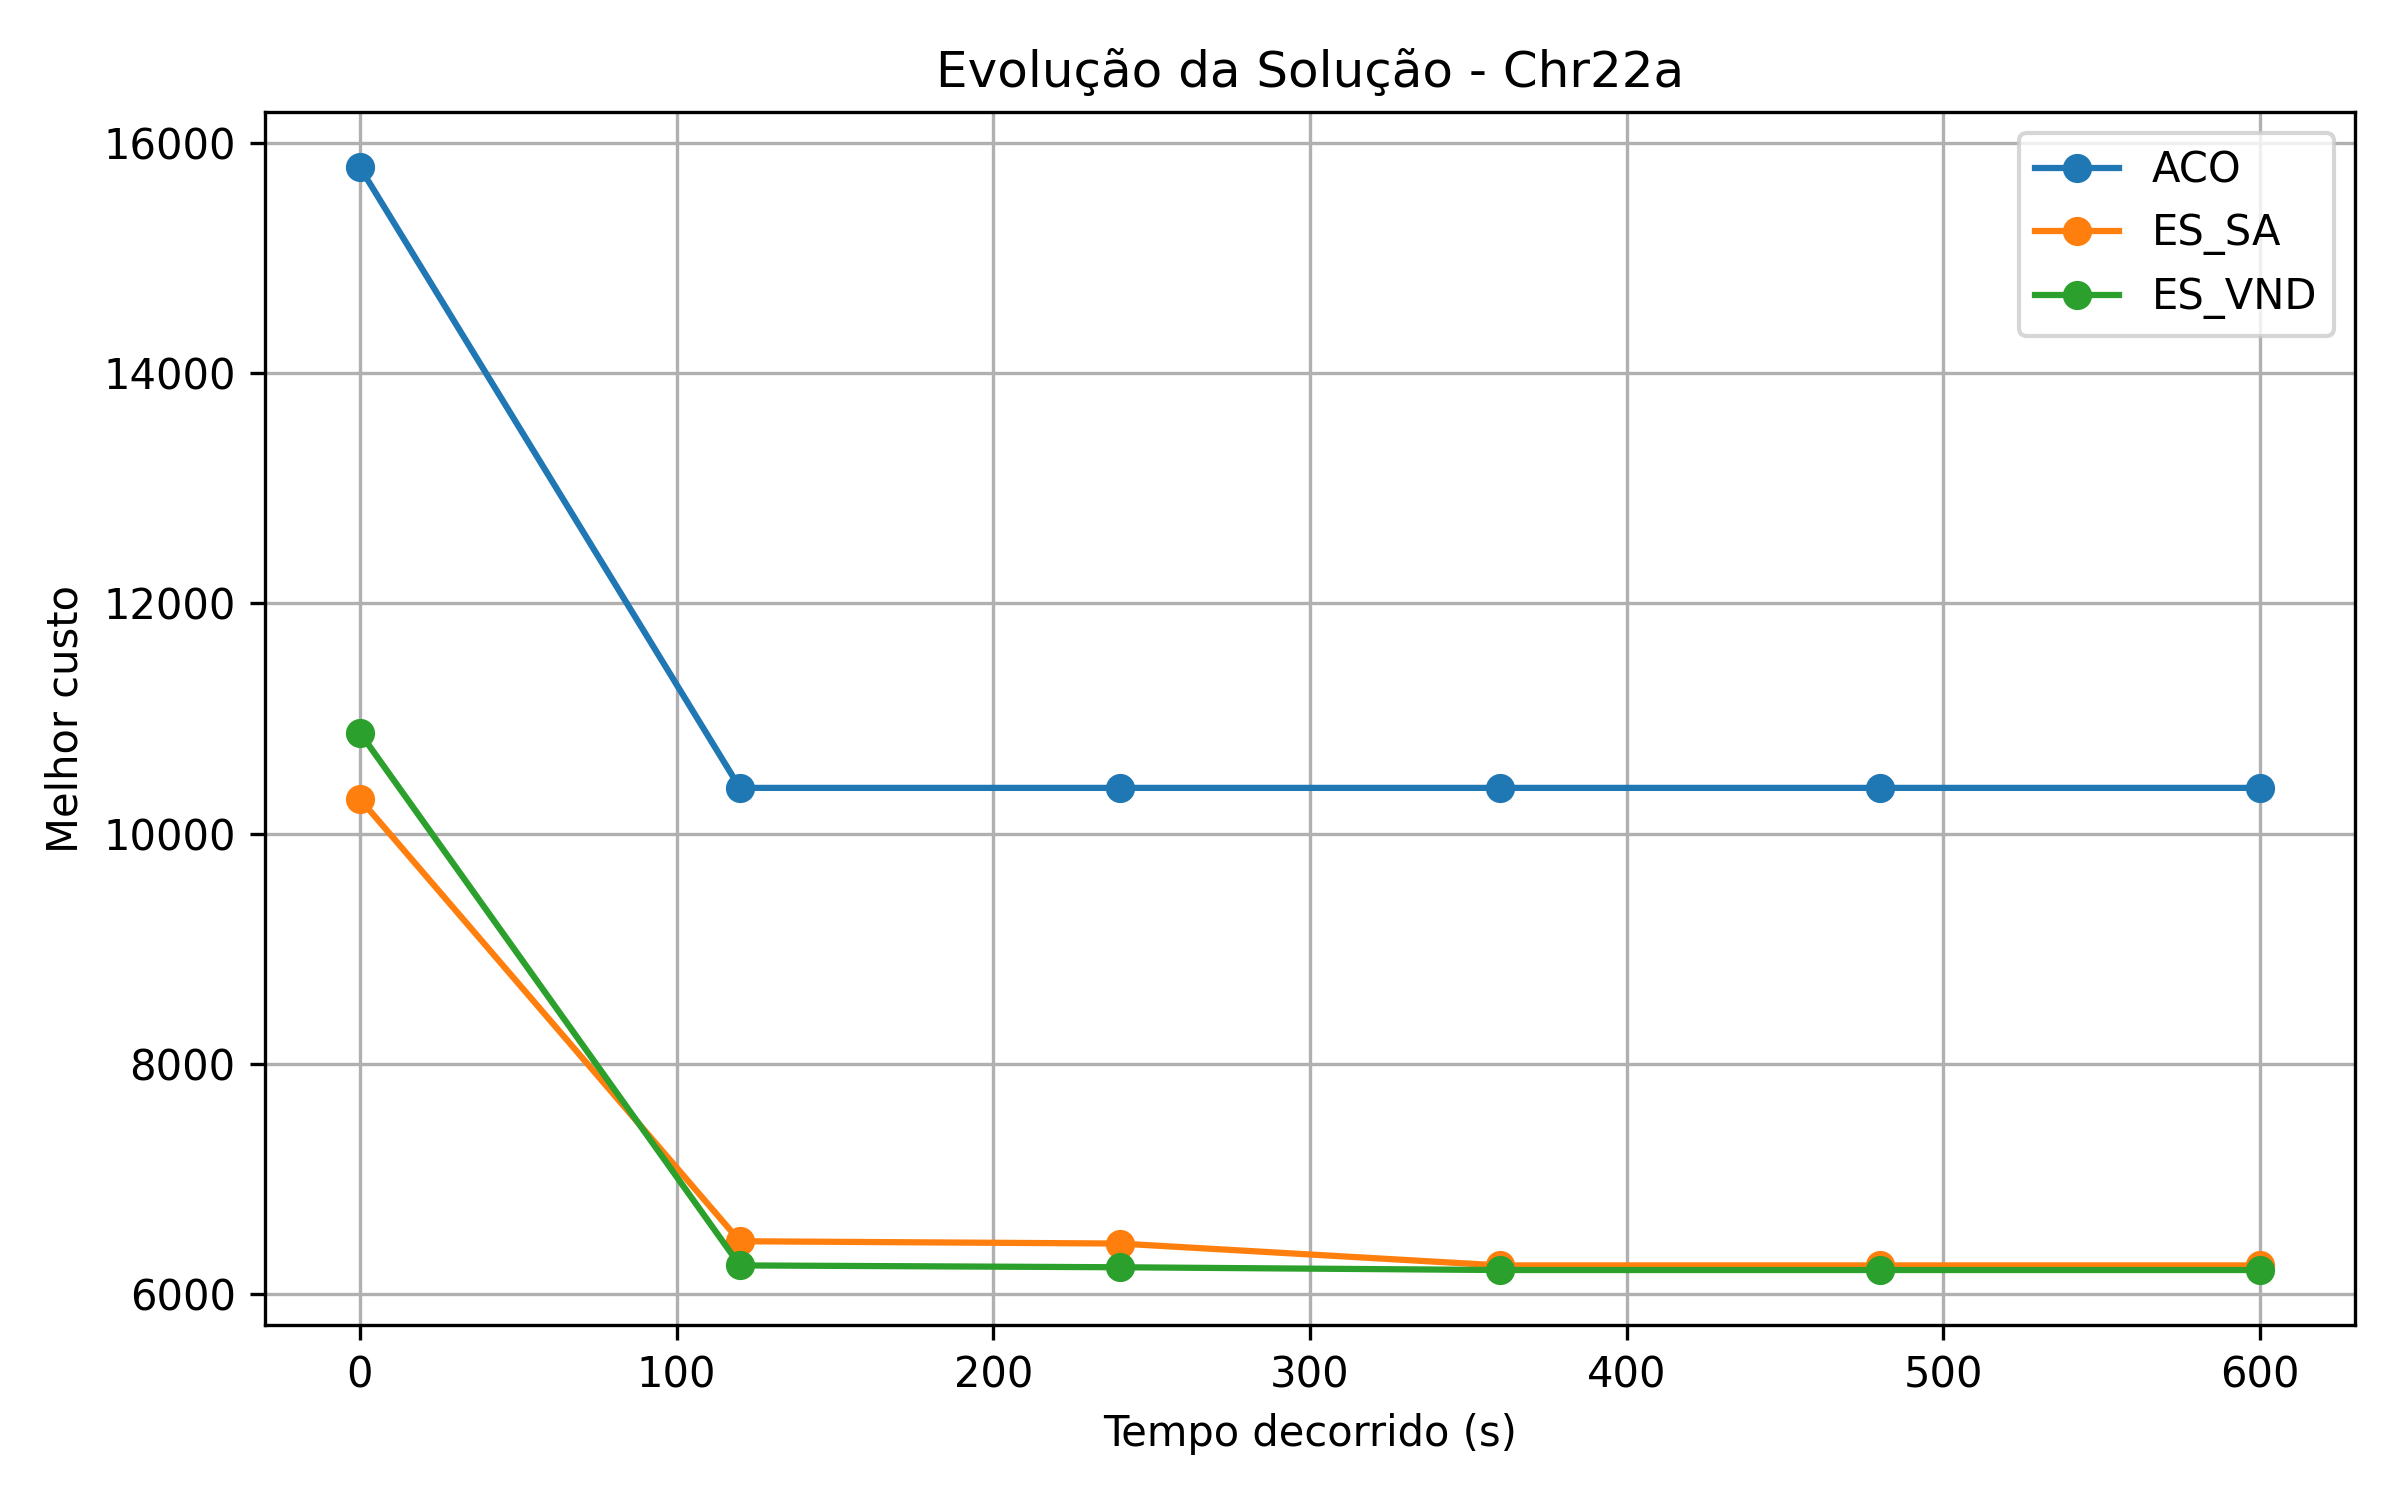 Evolução da Solução - Chr22a
16000
14000
12000
10000
8000
6000
Melhor custo
ACO
ES_SA
ES_VND
0 100 200 300 400 500 600
Tempo decorrido (s)